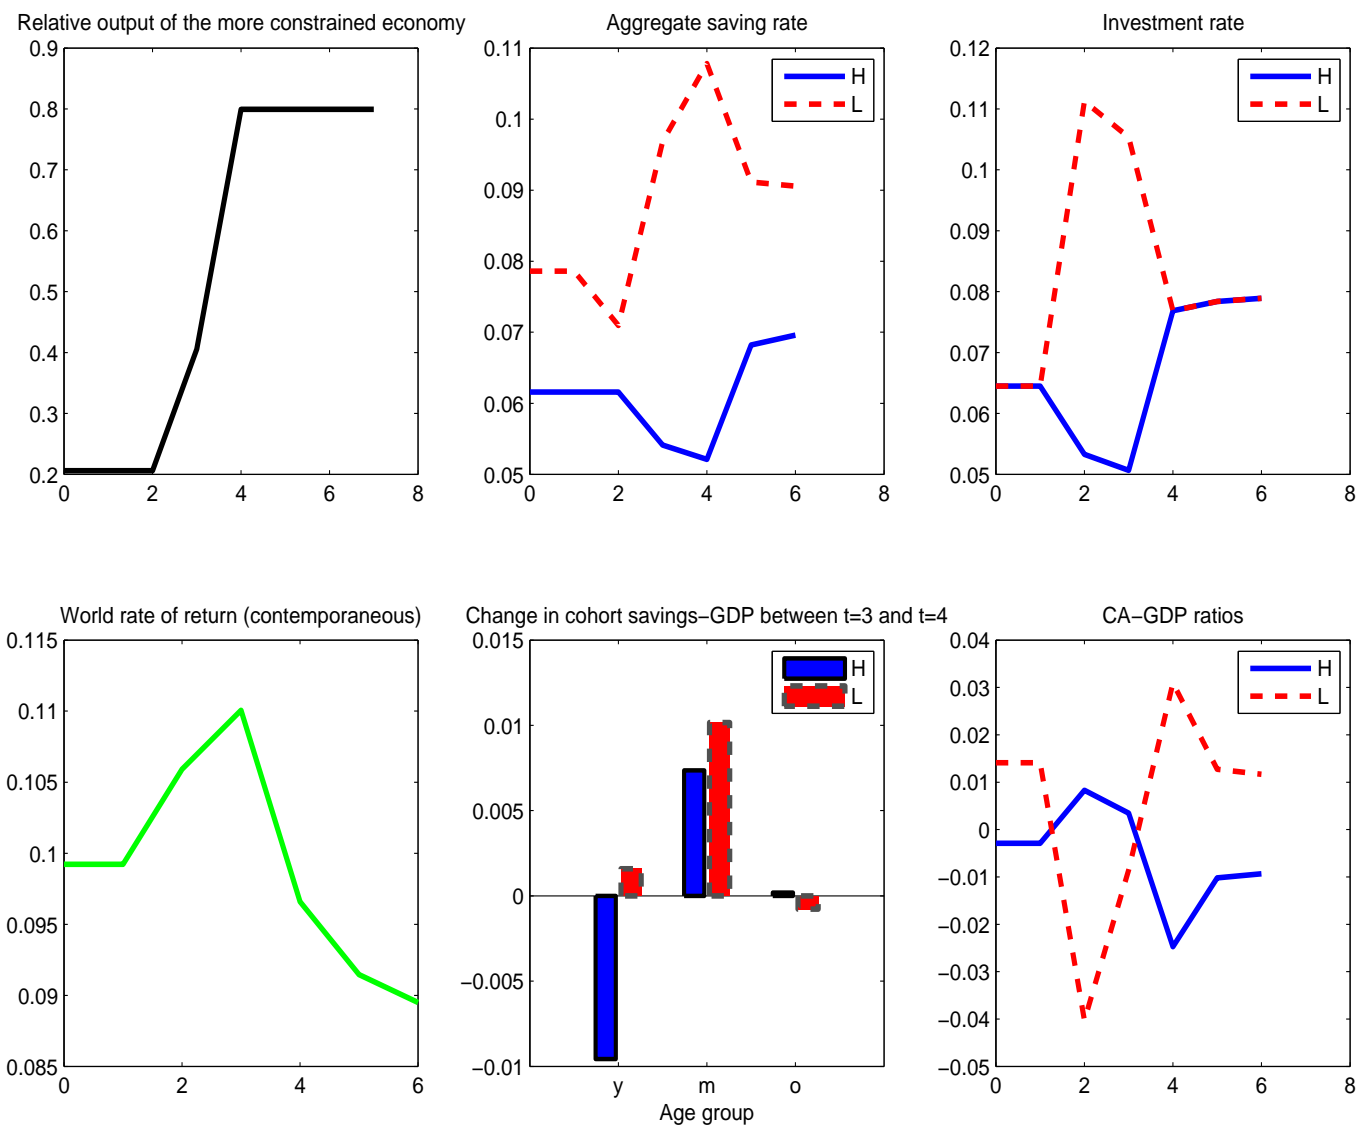 Relative output of the more constrained economy
0.9
0.8
0.7
0.6
0.5
0.4
0.3
0.2
0 2 4 6 8
Aggregate saving rate
0.11
0.1
0.09
0.08
0.07
0.06
0.05
0 2 4 6 8
H
L
Investment rate
0.12
0.11
0.1
0.09
0.08
0.07
0.06
0.05
0 2 4 6 8
H
L
World rate of return (contemporaneous)
0.115
0.11
0.105
0.1
0.095
0.09
0.085
0 2 4 6
Change in cohort savings−GDP between t=3 and t=4
0.015
0.01
0.005
0
−0.005
−0.01
y m o
Age group
H
L
CA−GDP ratios
0.04
0.03
0.02
0.01
0
−0.01
−0.02
−0.03
−0.04
−0.05
0 2 4 6 8
H
L